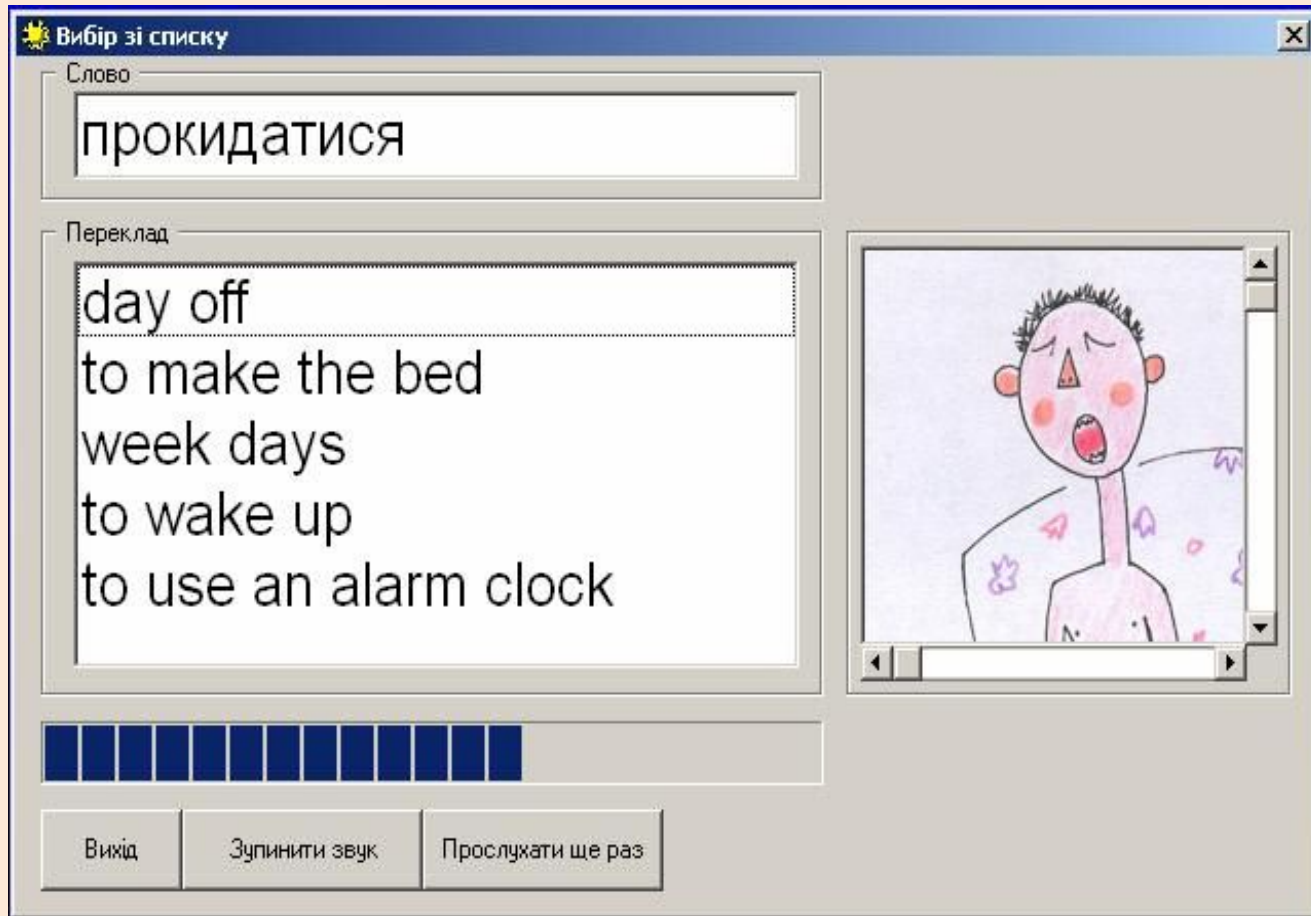 Вибір зі списку
Слово
прокидатися
Переклад
day off
to make the bed
week days
to wake up
to use an alarm clock
Вихід
Зупинити звук
Прослухати ще раз